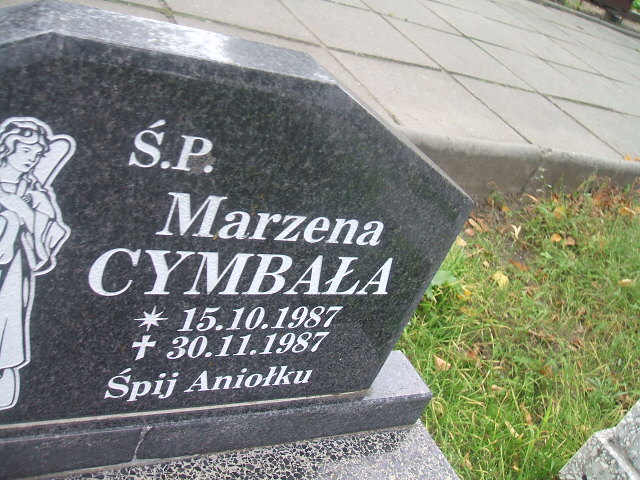 Ś.P.
Marzena
CYMBAŁA
* 15.10.1987
✝ 30.11.1987
Śpij Aniołku